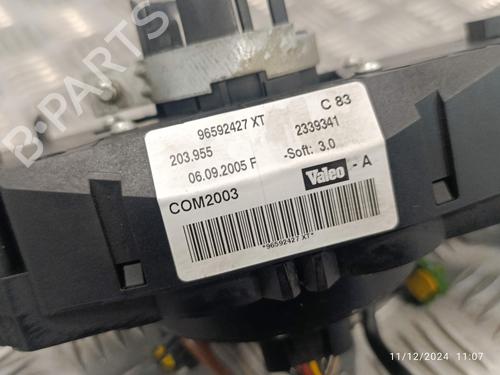 96592427 XT
C 83
203.955
2339341
06.09.2005 F
-Soft: 3.0
COM2003
Valeo - A
*96592427 XT*
11/12/2024 11:07